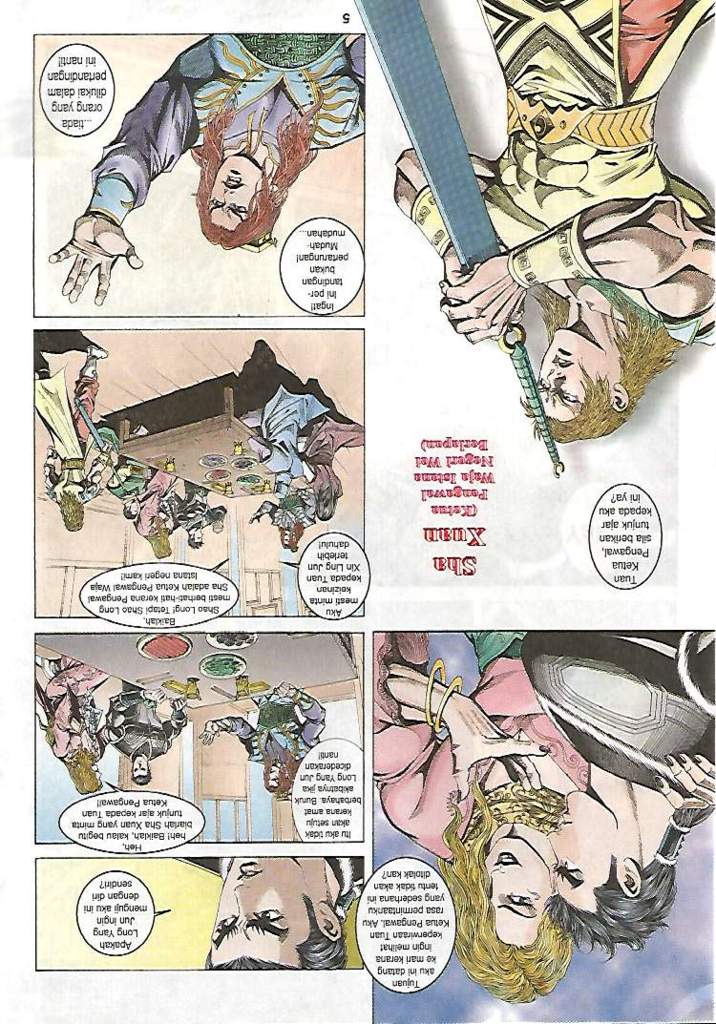 Tujuan
aku ini datang
ke mari kerana
ingin melihat
keperwiraan Tuan
Ketua Pengawal. Aku
rasa permintaanku
yang sederhana ini
tentu tidak akan
ditolak kan?
Apakah
Long Yang
Jun menguji aku ini
dengan diri
sendiri?
Heh,
heh! Baiklah, kalau begitu
biarlah Sha Xuan yang minta
tunjuk ajar kepada Tuan
Ketua Pengawal!
Itu aku tidak
akan setuju
kerana amat
berbahaya. Buruk
akibatnya jika
Long Yang Jun
dicederakan
nanti!
Tuan
Ketua
Pengawal,
sila berikan
tunjuk ajar
kepada aku
ini ya?
Sha
Xuan
(Ketua
Pengawal
Waja Istana
Negeri Wei
Berlapan)
Baiklah,
Shao Long! Tetapi Shao Long
mesti berhati-hati kerana Pengawal
Sha adalah Ketua Pengawal Waja
Istana negeri kami!
Aku
mesti minta
keizinan
kepada Tuan
Xin Ling Jun
terlebih
dahulu!
Ingat!
Ini per-
tandingan
bukan
pertarungan!
Mudah-
mudahan...
...tiada
orang yang
dilukai dalam
pertandingan
ini nanti!
5